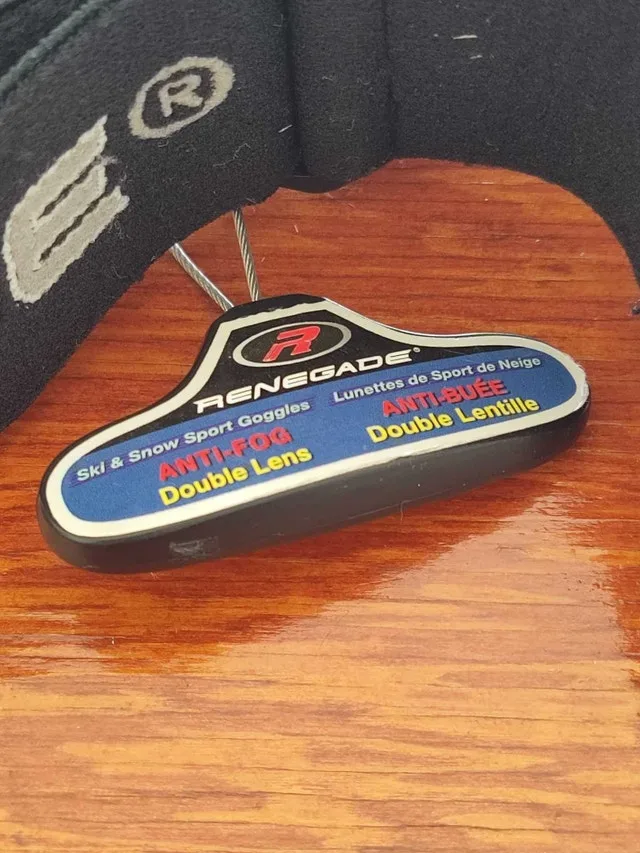 E®
R
RENEGADE®
Ski & Snow Sport Goggles
ANTI-FOG
Double Lens
Lunettes de Sport de Neige
ANTI-BUÉE
Double Lentille